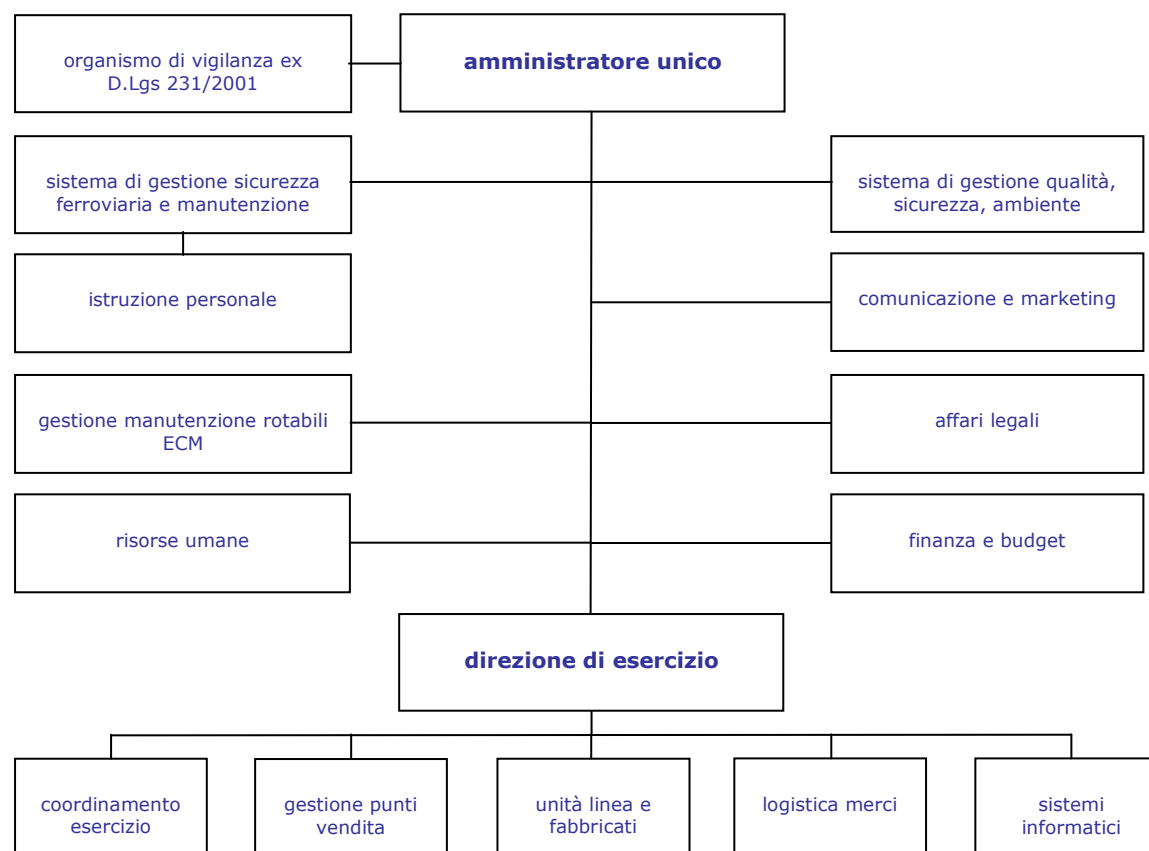 organismo di vigilanza ex
D.Lgs 231/2001
amministratore unico
sistema di gestione sicurezza
ferroviaria e manutenzione
sistema di gestione qualità,
sicurezza, ambiente
istruzione personale
comunicazione e marketing
gestione manutenzione rotabili
ECM
affari legali
risorse umane
finanza e budget
direzione di esercizio
coordinamento
esercizio
gestione punti
vendita
unità linea e
fabbricati
logistica merci
sistemi
informatici